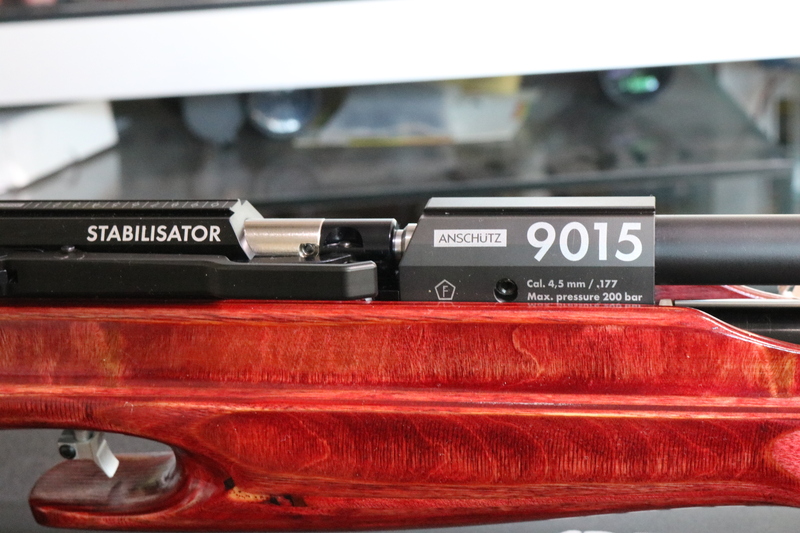 STABILISATOR
ANSCHÜTZ
9015
F
Cal. 4,5 mm / .177
Max. pressure 200 bar